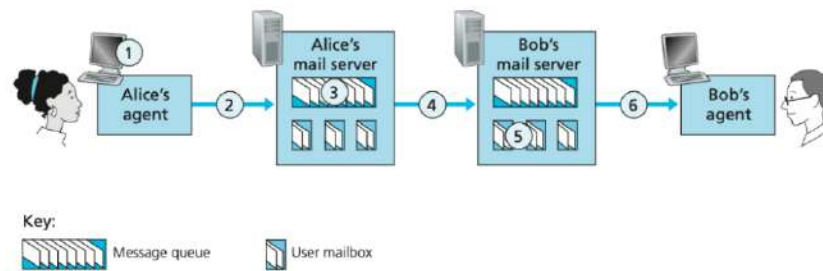 1
Alice's
agent
2
Alice's
mail server
3
4
Bob's
mail server
5
6
Bob's
agent
Key:
Message queue
User mailbox